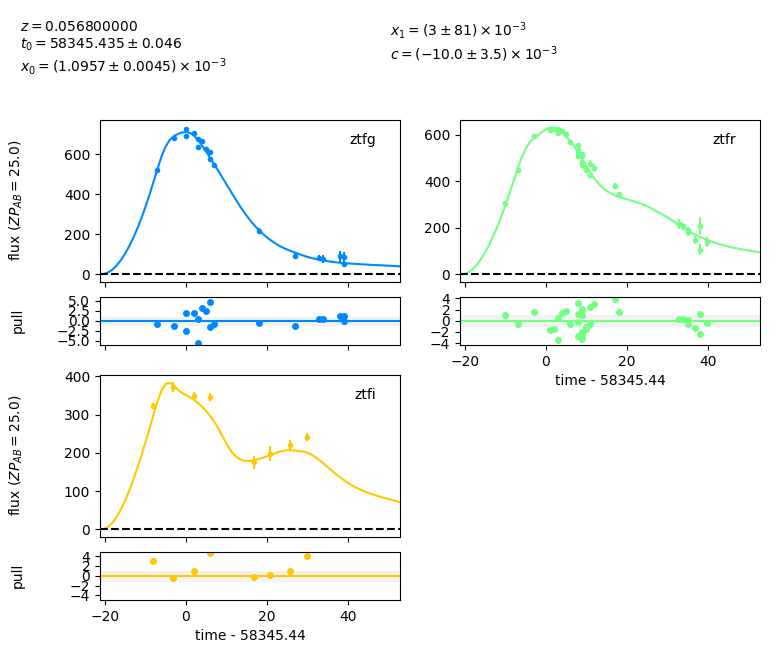 z = 0.056800000
t₀ = 58345.435 ± 0.046
x₀ = (1.0957 ± 0.0045) × 10⁻³
x₁ = (3 ± 81) × 10⁻³
c = (−10.0 ± 3.5) × 10⁻³
ztfg
flux (ZP_AB = 25.0)
600
400
200
0
ztfr
600
400
200
0
pull
5.0
2.5
0.0
−2.5
−5.0
4
2
0
−2
−4
−20 0 20 40
time - 58345.44
ztfi
flux (ZP_AB = 25.0)
400
300
200
100
0
pull
4
2
0
−2
−4
−20 0 20 40
time - 58345.44